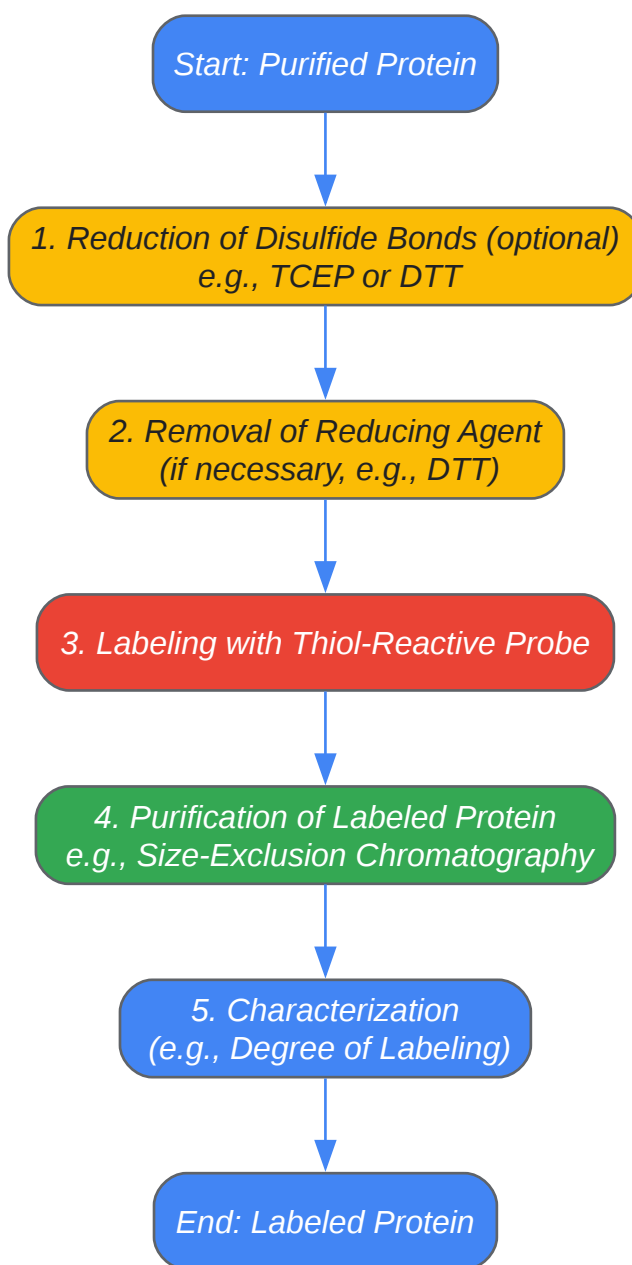 Start: Purified Protein
1. Reduction of Disulfide Bonds (optional)
e.g., TCEP or DTT
2. Removal of Reducing Agent
(if necessary, e.g., DTT)
3. Labeling with Thiol-Reactive Probe
4. Purification of Labeled Protein
e.g., Size-Exclusion Chromatography
5. Characterization
(e.g., Degree of Labeling)
End: Labeled Protein